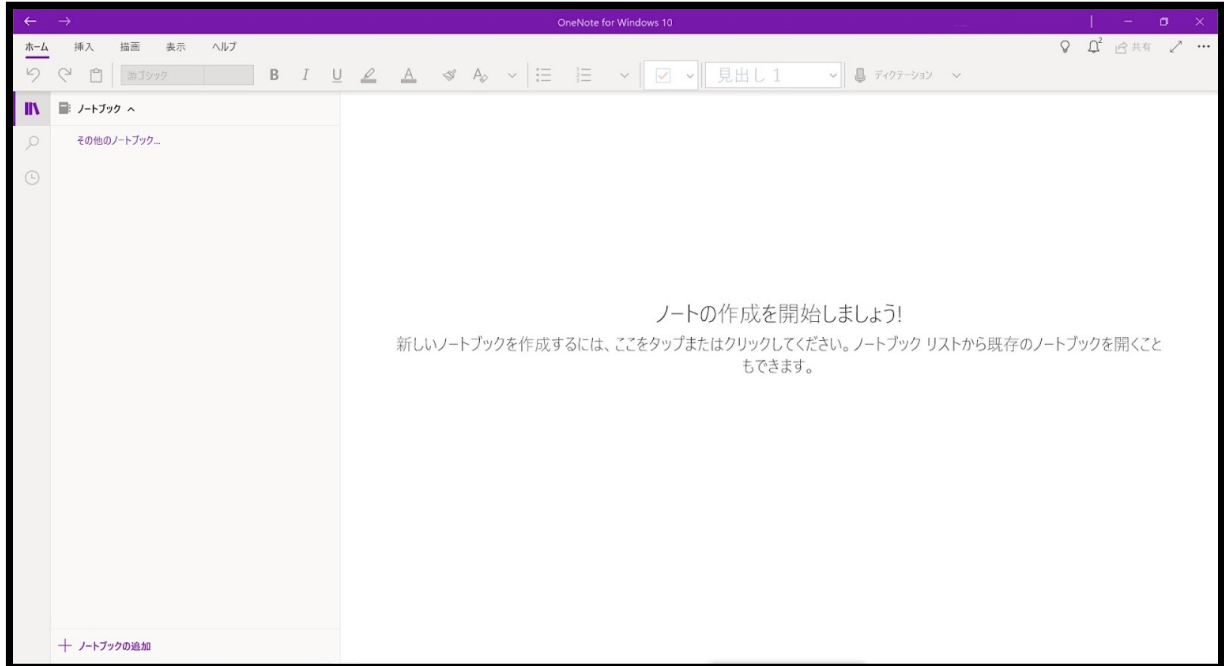 OneNote for Windows 10
ホーム 挿入 描画 表示 ヘルプ
2 共有
游ゴシック B I U A A 見出し 1 ディクテーション
ノートブック
その他のノートブック...
ノートの作成を開始しましょう!
新しいノートブックを作成するには、ここをタップまたはクリックしてください。ノートブック リストから既存のノートブックを開くこと
もできます。
ノートブックの追加